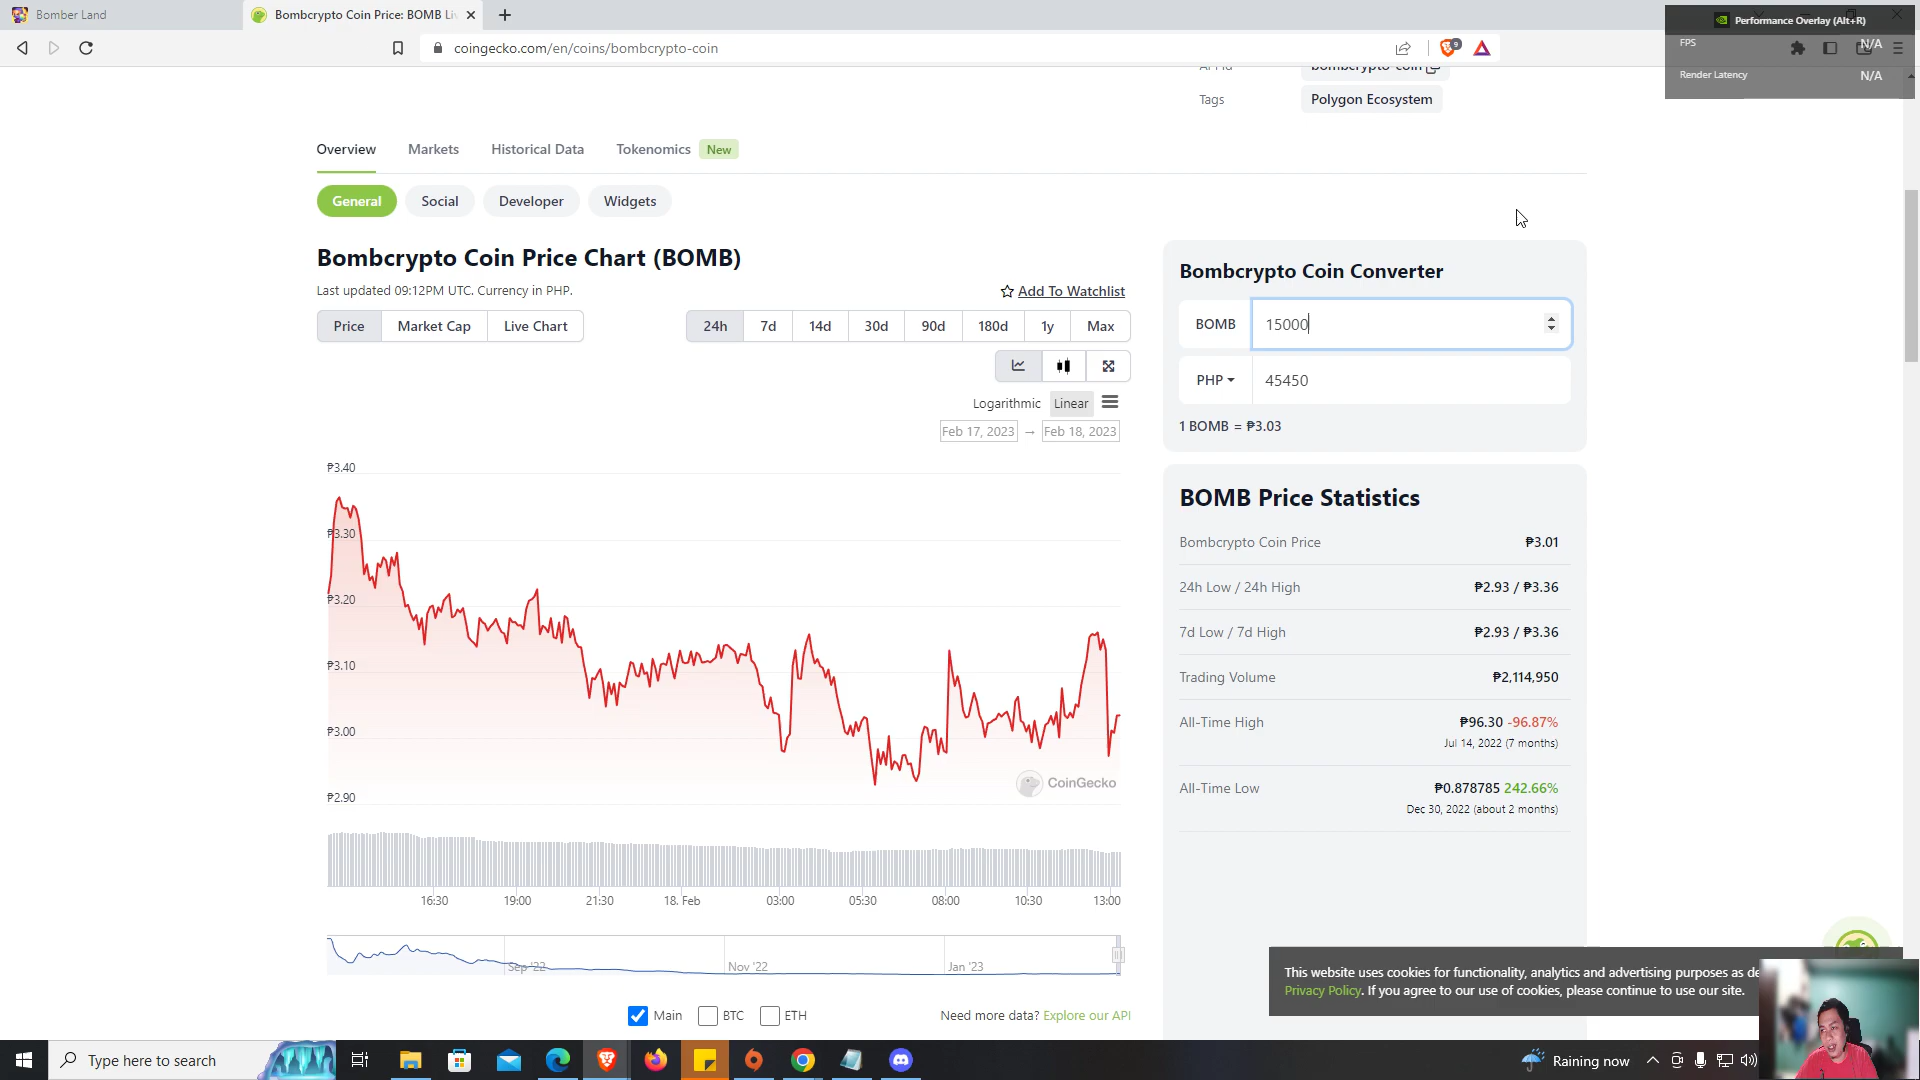 Bomber Land
Bombcrypto Coin Price: BOMB Li
Performance Overlay (Alt+R)
coingecko.com/en/coins/bombcrypto-coin
9
FPS N/A
Render Latency N/A
bombcrypto-coin
Tags Polygon Ecosystem
Overview Markets Historical Data Tokenomics New
General Social Developer Widgets
Bombcrypto Coin Price Chart (BOMB)
Last updated 09:12PM UTC. Currency in PHP.
Add To Watchlist
Price Market Cap Live Chart
24h 7d 14d 30d 90d 180d 1y Max
Logarithmic Linear
Feb 17, 2023 → Feb 18, 2023
₱3.40
₱3.30
₱3.20
₱3.10
₱3.00
₱2.90
CoinGecko
16:30 19:00 21:30 18. Feb 03:00 05:30 08:00 10:30 13:00
Sep '22 Nov '22 Jan '23
Main BTC ETH
Need more data? Explore our API
Bombcrypto Coin Converter
BOMB 15000
PHP 45450
1 BOMB = ₱3.03
BOMB Price Statistics
Bombcrypto Coin Price ₱3.01
24h Low / 24h High ₱2.93 / ₱3.36
7d Low / 7d High ₱2.93 / ₱3.36
Trading Volume ₱2,114,950
All-Time High ₱96.30 -96.87%
Jul 14, 2022 (7 months)
All-Time Low ₱0.878785 242.66%
Dec 30, 2022 (about 2 months)
This website uses cookies for functionality, analytics and advertising purposes as de
Privacy Policy. If you agree to our use of cookies, please continue to use our site.
Type here to search
Raining now